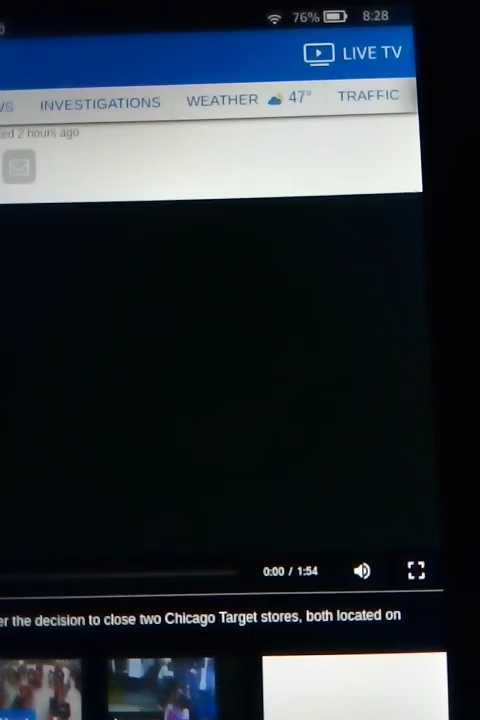 76% 8:28
LIVE TV
INVESTIGATIONS WEATHER 47° TRAFFIC
2 hours ago
0:00 / 1:54
the decision to close two Chicago Target stores, both located on